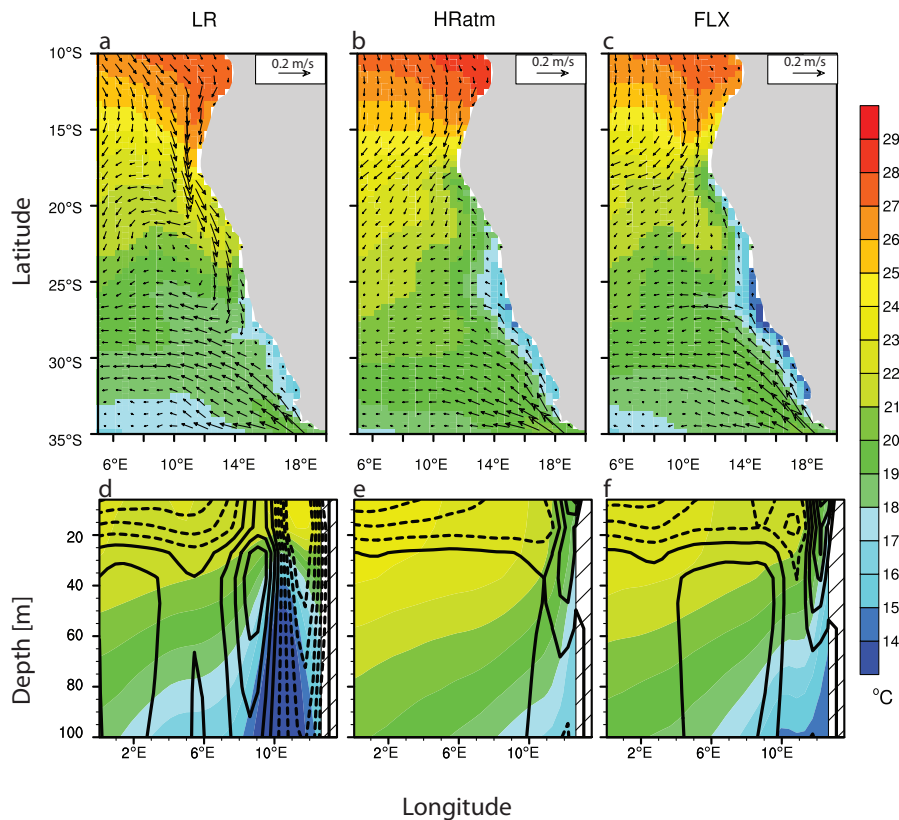 LR
HRatm
FLX
a
b
c
0.2 m/s
0.2 m/s
0.2 m/s
10°S
15°S
20°S
25°S
30°S
35°S
Latitude
6°E 10°E 14°E 18°E
6°E 10°E 14°E 18°E
6°E 10°E 14°E 18°E
30
28
27
26
25
24
23
22
21
20
19
18
17
16
15
14
°C
d
e
f
20
40
60
80
100
Depth [m]
2°E 6°E 10°E
2°E 6°E 10°E
2°E 6°E 10°E
Longitude